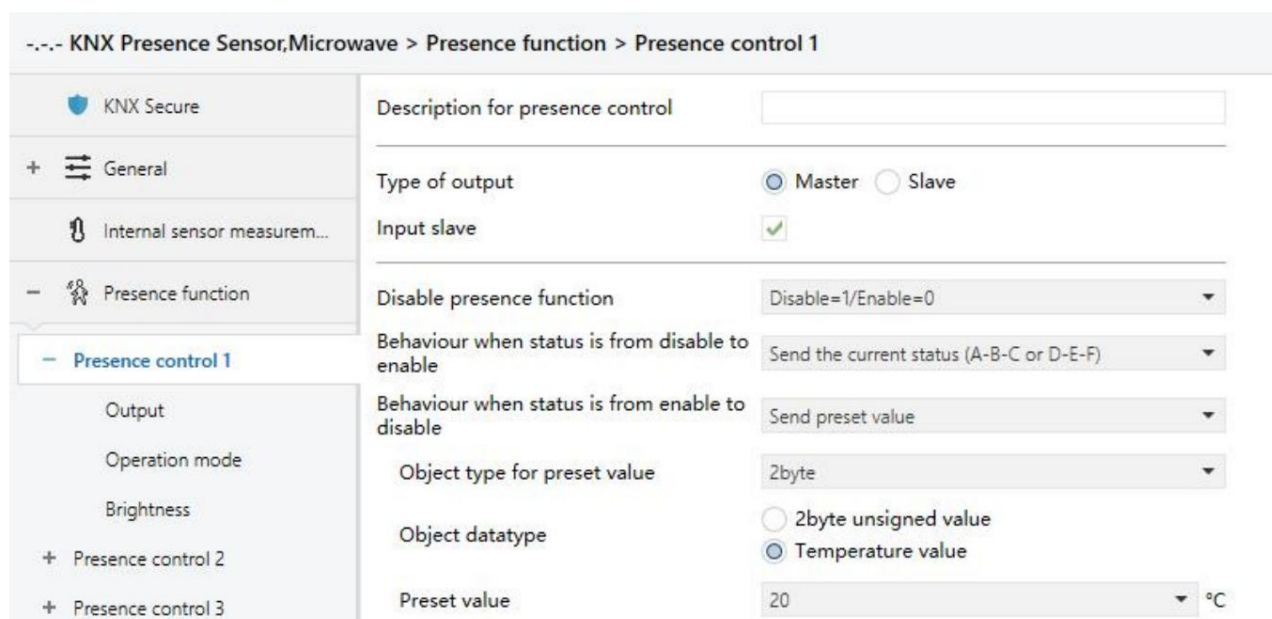 -.-.- KNX Presence Sensor,Microwave > Presence function > Presence control 1
KNX Secure
+ General
Internal sensor measurem...
− Presence function
− Presence control 1
Output
Operation mode
Brightness
+ Presence control 2
+ Presence control 3
Description for presence control
Type of output
Master Slave
Input slave
Disable presence function
Disable=1/Enable=0
Behaviour when status is from disable to
enable
Send the current status (A-B-C or D-E-F)
Behaviour when status is from enable to
disable
Send preset value
Object type for preset value
2byte
Object datatype
2byte unsigned value
Temperature value
Preset value
20 °C